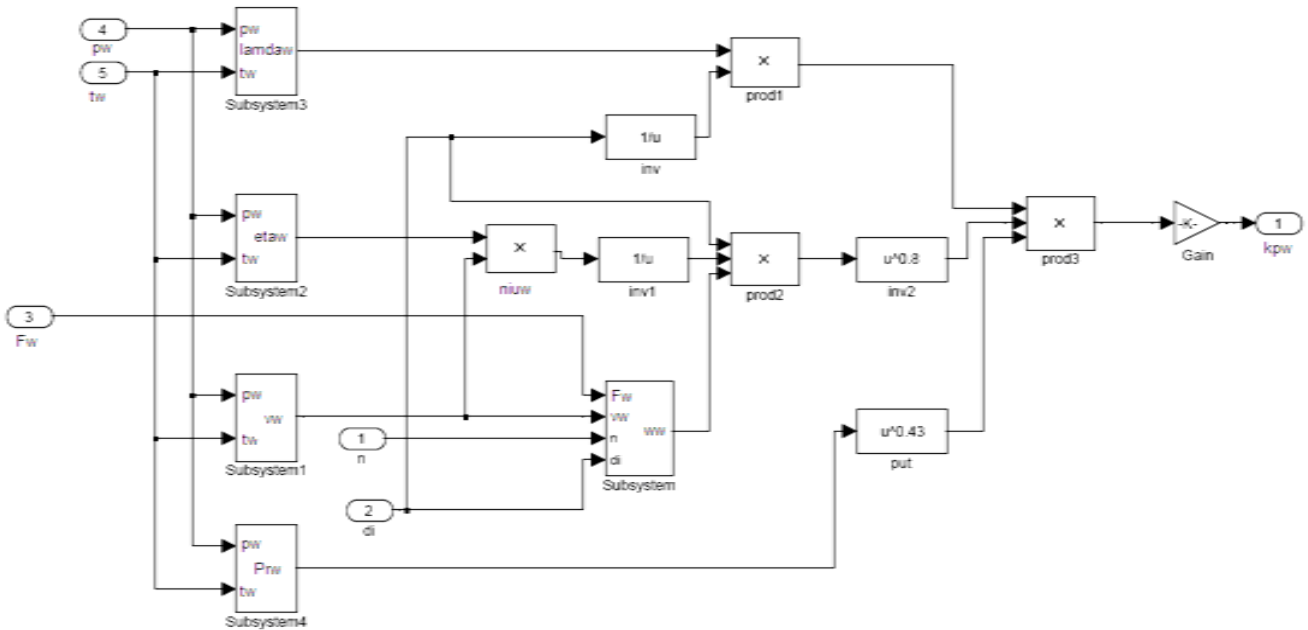 4
pw
5
tw
pw
lamdaw
tw
Subsystem3
×
prod1
1/u
inv
pw
etaw
tw
Subsystem2
×
niuw
1/u
inv1
×
prod2
u^0.8
inv2
×
prod3
-K-
Gain
1
kpw
3
Fw
pw
vw
tw
Subsystem1
1
n
2
di
Fw
vw
n
di
ww
Subsystem
u^0.43
put
pw
Prw
tw
Subsystem4